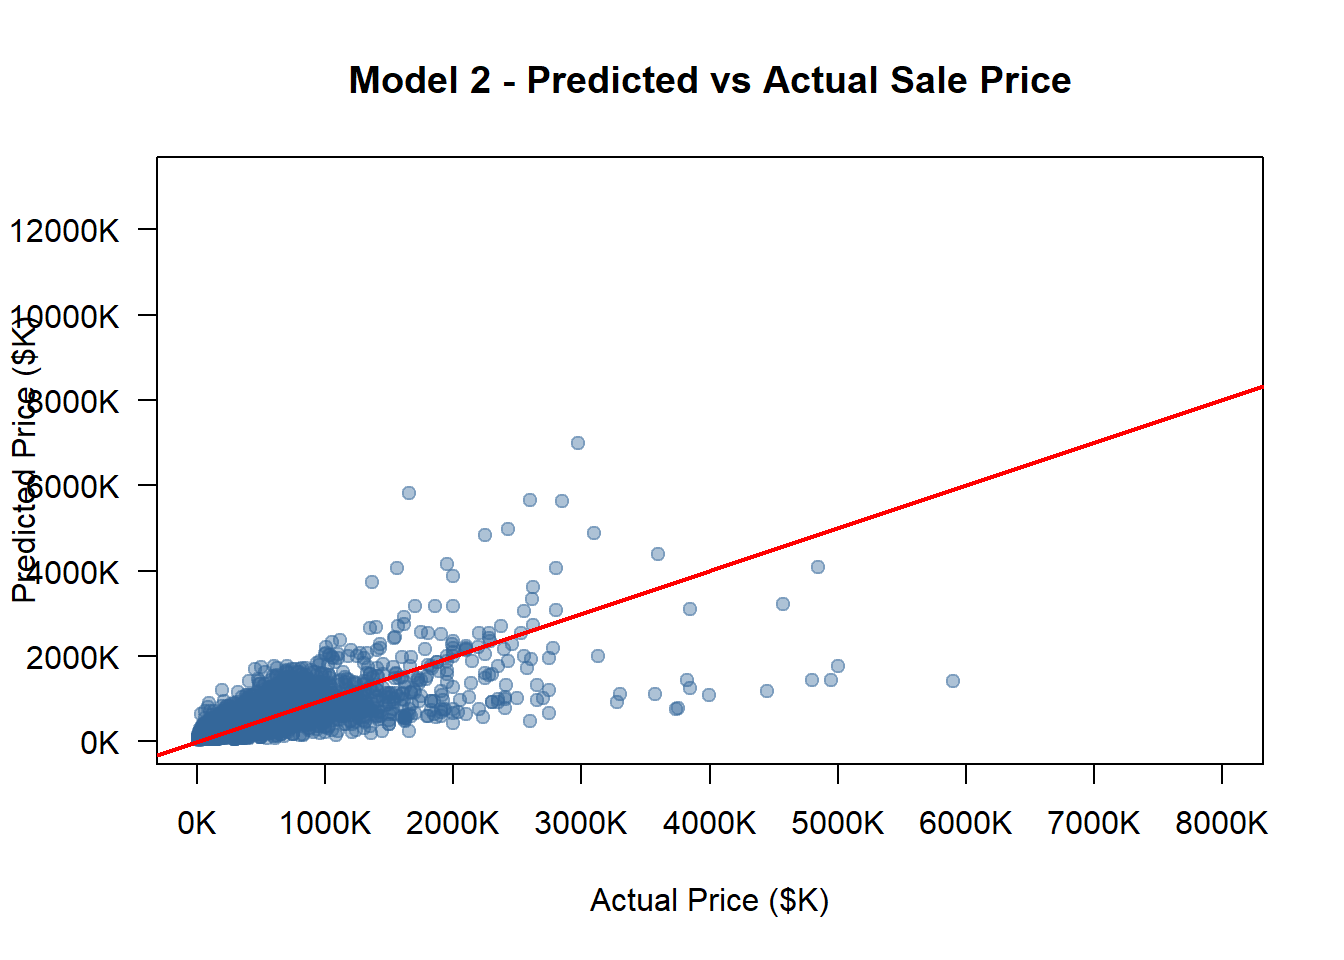 Model 2 - Predicted vs Actual Sale Price
Predicted Price ($K)
12000K
10000K
8000K
6000K
4000K
2000K
0K
0K 1000K 2000K 3000K 4000K 5000K 6000K 7000K 8000K
Actual Price ($K)